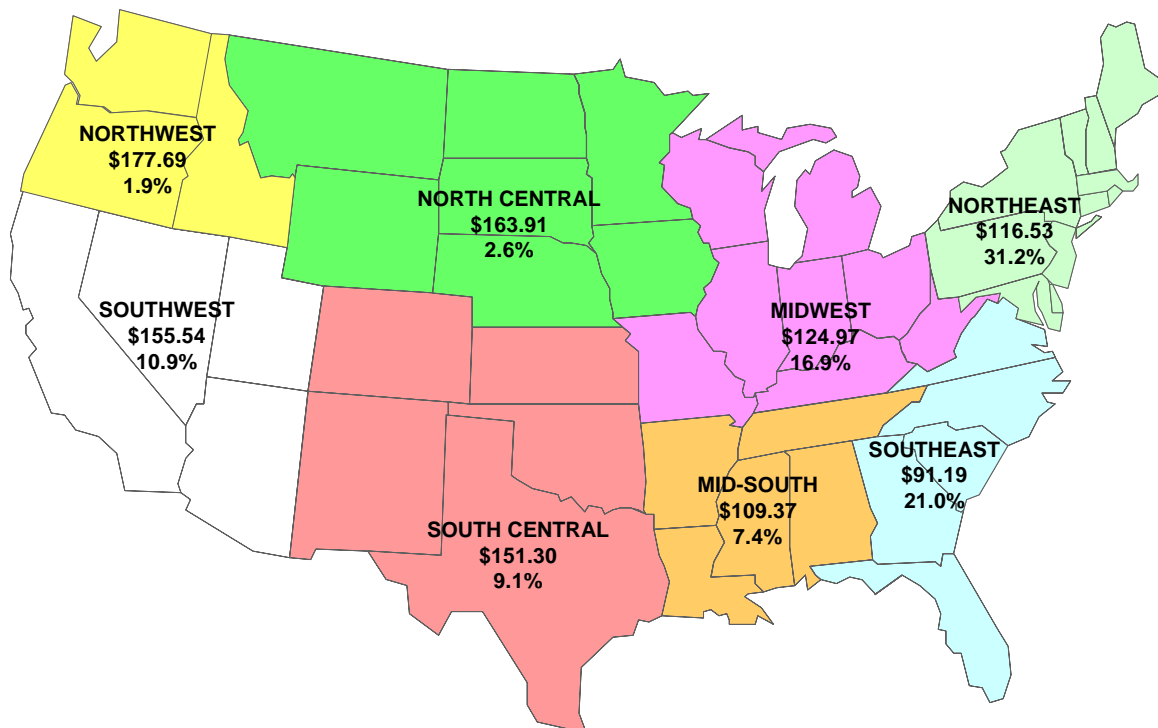 NORTHWEST
$177.69
1.9%
NORTH CENTRAL
$163.91
2.6%
NORTHEAST
$116.53
31.2%
SOUTHWEST
$155.54
10.9%
MIDWEST
$124.97
16.9%
SOUTHEAST
$91.19
21.0%
MID-SOUTH
$109.37
7.4%
SOUTH CENTRAL
$151.30
9.1%